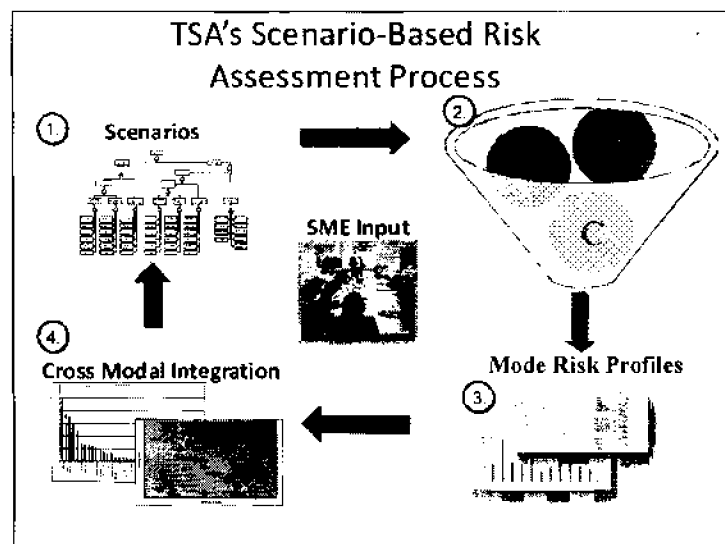 TSA's Scenario-Based Risk
Assessment Process
1.
Scenarios
2.
C
SME Input
Mode Risk Profiles
3.
4.
Cross Modal Integration